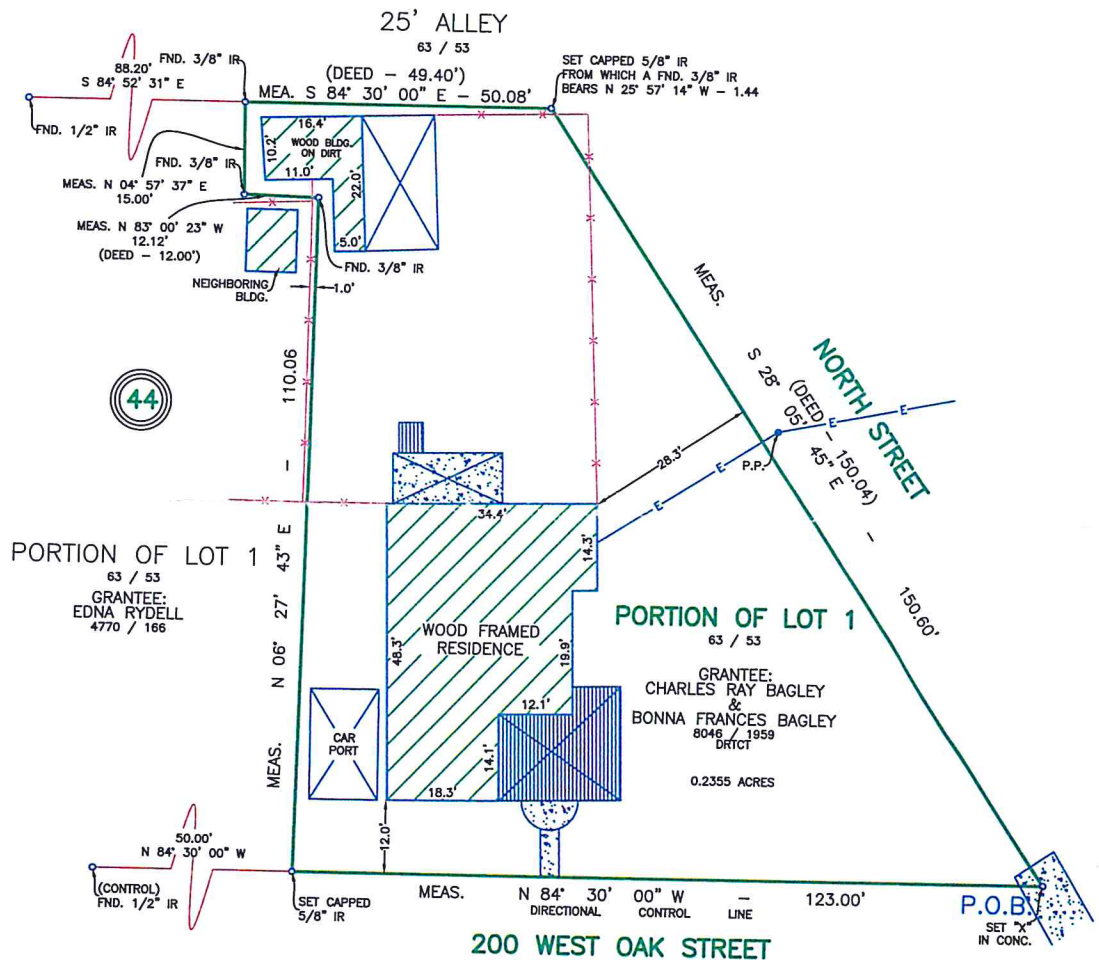 25' ALLEY
63 / 53
(DEED – 49.40')
MEA. S 84° 30' 00" E – 50.08'
88.20'
S 84° 52' 31" E
FND. 1/2" IR
FND. 3/8" IR
SET CAPPED 5/8" IR
FROM WHICH A FND. 3/8" IR
BEARS N 25° 57' 14" W – 1.44
16.4'
10.2'
WOOD BLDG.
ON DIRT
11.0'
22.0'
5.0'
FND. 3/8" IR
MEAS. N 04° 57' 37" E
15.00'
MEAS. N 83° 00' 23" W
12.12'
(DEED – 12.00')
FND. 3/8" IR
NEIGHBORING
BLDG.
1.0'
MEAS. S 28° 05' 45" E – 150.60'
(DEED – 150.04)
NORTH STREET
E
E
E
E
P.P.
28.3'
44
MEAS. N 06° 27' 43" E – 110.06
PORTION OF LOT 1
63 / 53
GRANTEE:
EDNA RYDELL
4770 / 166
34.4'
14.3'
WOOD FRAMED
RESIDENCE
48.3'
19.9'
12.1'
14.1'
18.3'
CAR
PORT
12.0'
PORTION OF LOT 1
63 / 53
GRANTEE:
CHARLES RAY BAGLEY
&
BONNA FRANCES BAGLEY
8046 / 1959
DRTCT
0.2355 ACRES
50.00'
N 84° 30' 00" W
(CONTROL)
FND. 1/2" IR
SET CAPPED
5/8" IR
MEAS. N 84° 30' 00" W – 123.00'
DIRECTIONAL CONTROL LINE
P.O.B.
SET "X"
IN CONC.
200 WEST OAK STREET